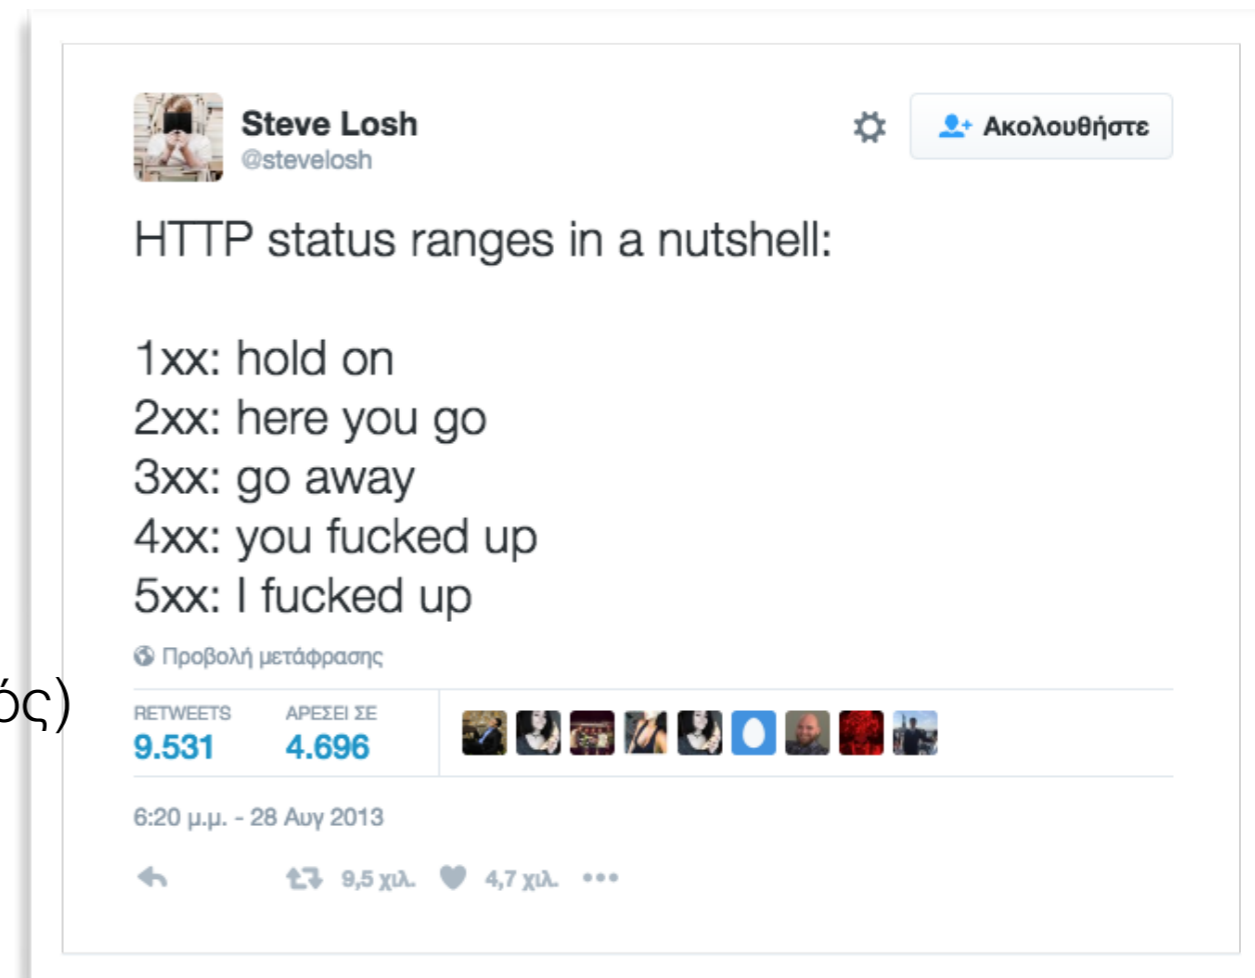 Steve Losh
@stevelosh
Ακολουθήστε
HTTP status ranges in a nutshell:
1xx: hold on
2xx: here you go
3xx: go away
4xx: you fucked up
5xx: I fucked up
Προβολή μετάφρασης
ός)
RETWEETS ΑΡΕΣΕΙ ΣΕ
9.531 4.696
6:20 μ.μ. - 28 Αυγ 2013
9,5 χιλ. 4,7 χιλ.